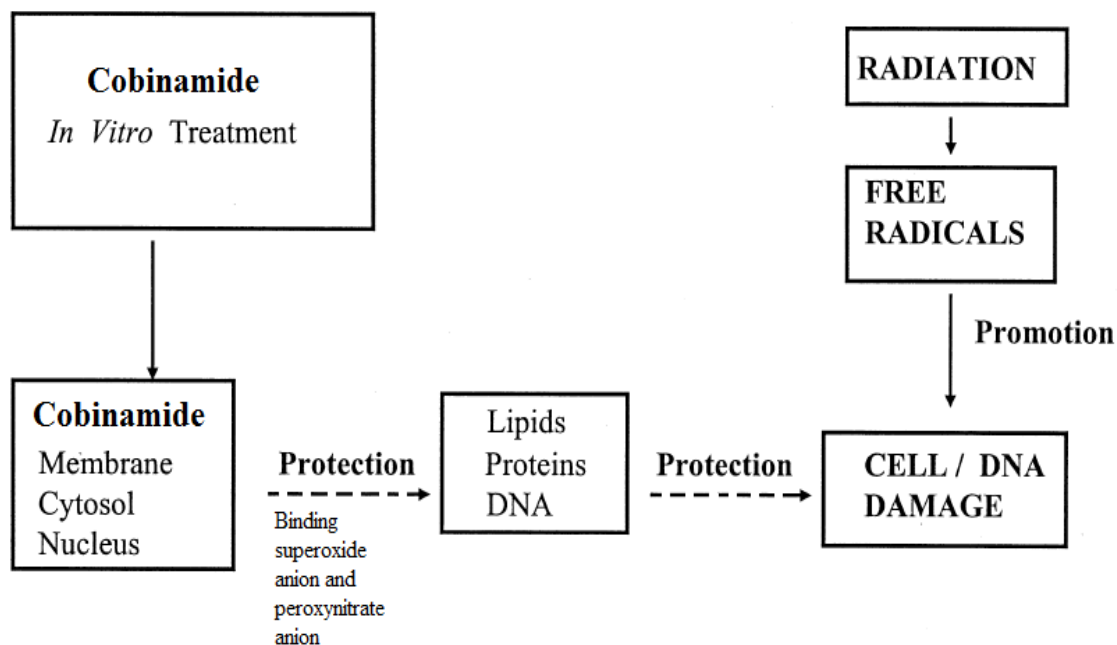 Cobinamide
In Vitro Treatment
RADIATION
FREE
RADICALS
Promotion
Cobinamide
Membrane
Cytosol
Nucleus
Protection
Binding
superoxide
anion and
peroxynitrate
anion
Lipids
Proteins
DNA
Protection
CELL / DNA
DAMAGE